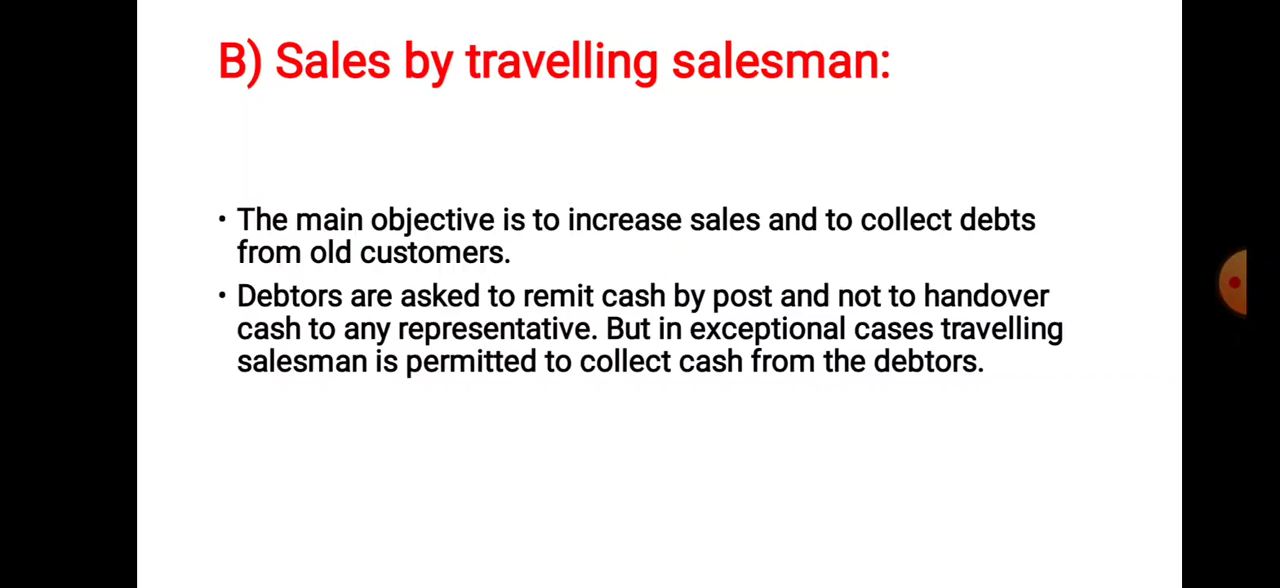 B) Sales by travelling salesman:
• The main objective is to increase sales and to collect debts
from old customers.
• Debtors are asked to remit cash by post and not to handover
cash to any representative. But in exceptional cases travelling
salesman is permitted to collect cash from the debtors.